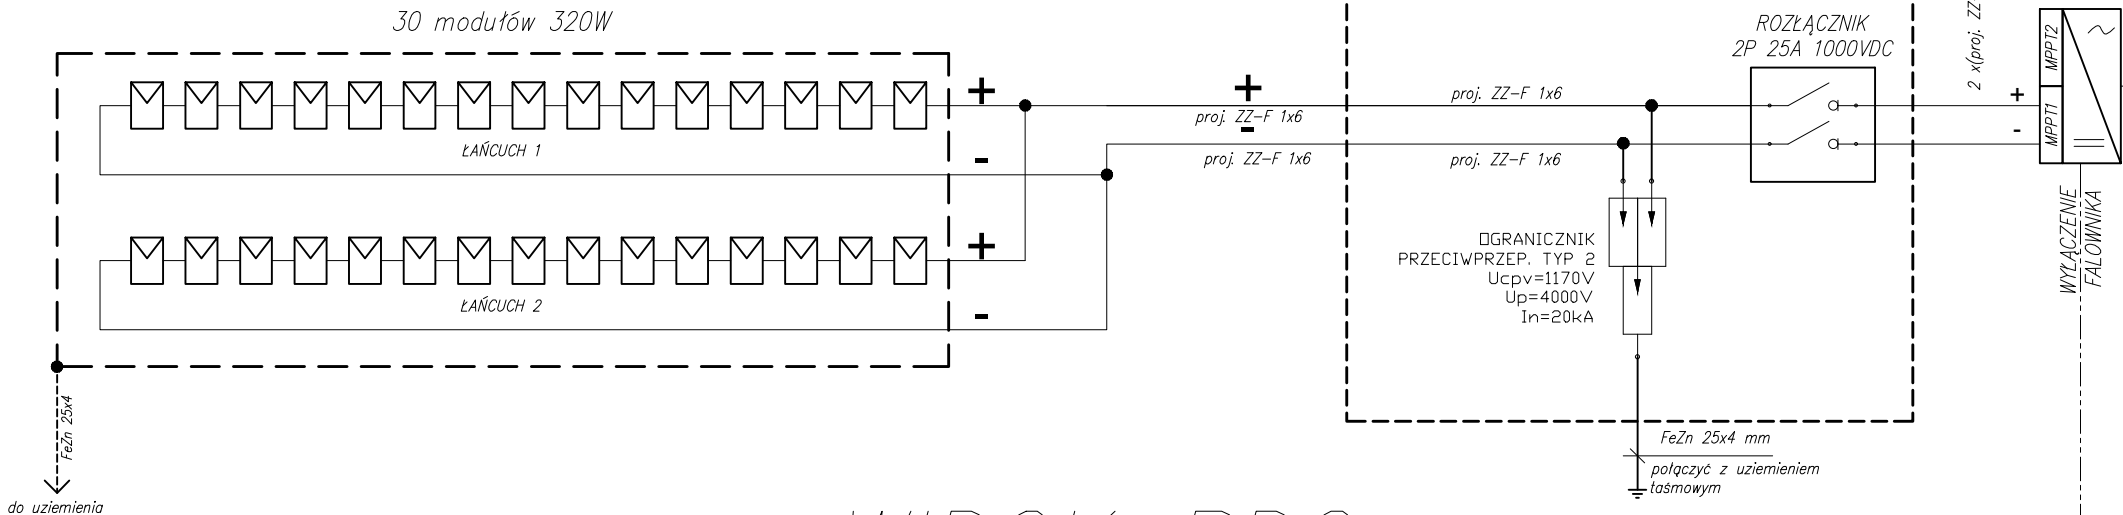 30 modułów 320W
ŁAŃCUCH 1
ŁAŃCUCH 2
+
-
+
-
FeZn 25x4
do uziemienia
+
proj. ZZ-F 1x6
-
proj. ZZ-F 1x6
proj. ZZ-F 1x6
proj. ZZ-F 1x6
ROZŁĄCZNIK
2P 25A 1000VDC
OGRANICZNIK
PRZECIWPRZEP. TYP 2
Ucpv=1170V
Up=4000V
In=20kA
FeZn 25x4 mm
połączyć z uziemieniem
taśmowym
2 x(proj. ZZ
+
-
MPPT2
MPPT1
WYŁĄCZENIE
FALOWNIKA